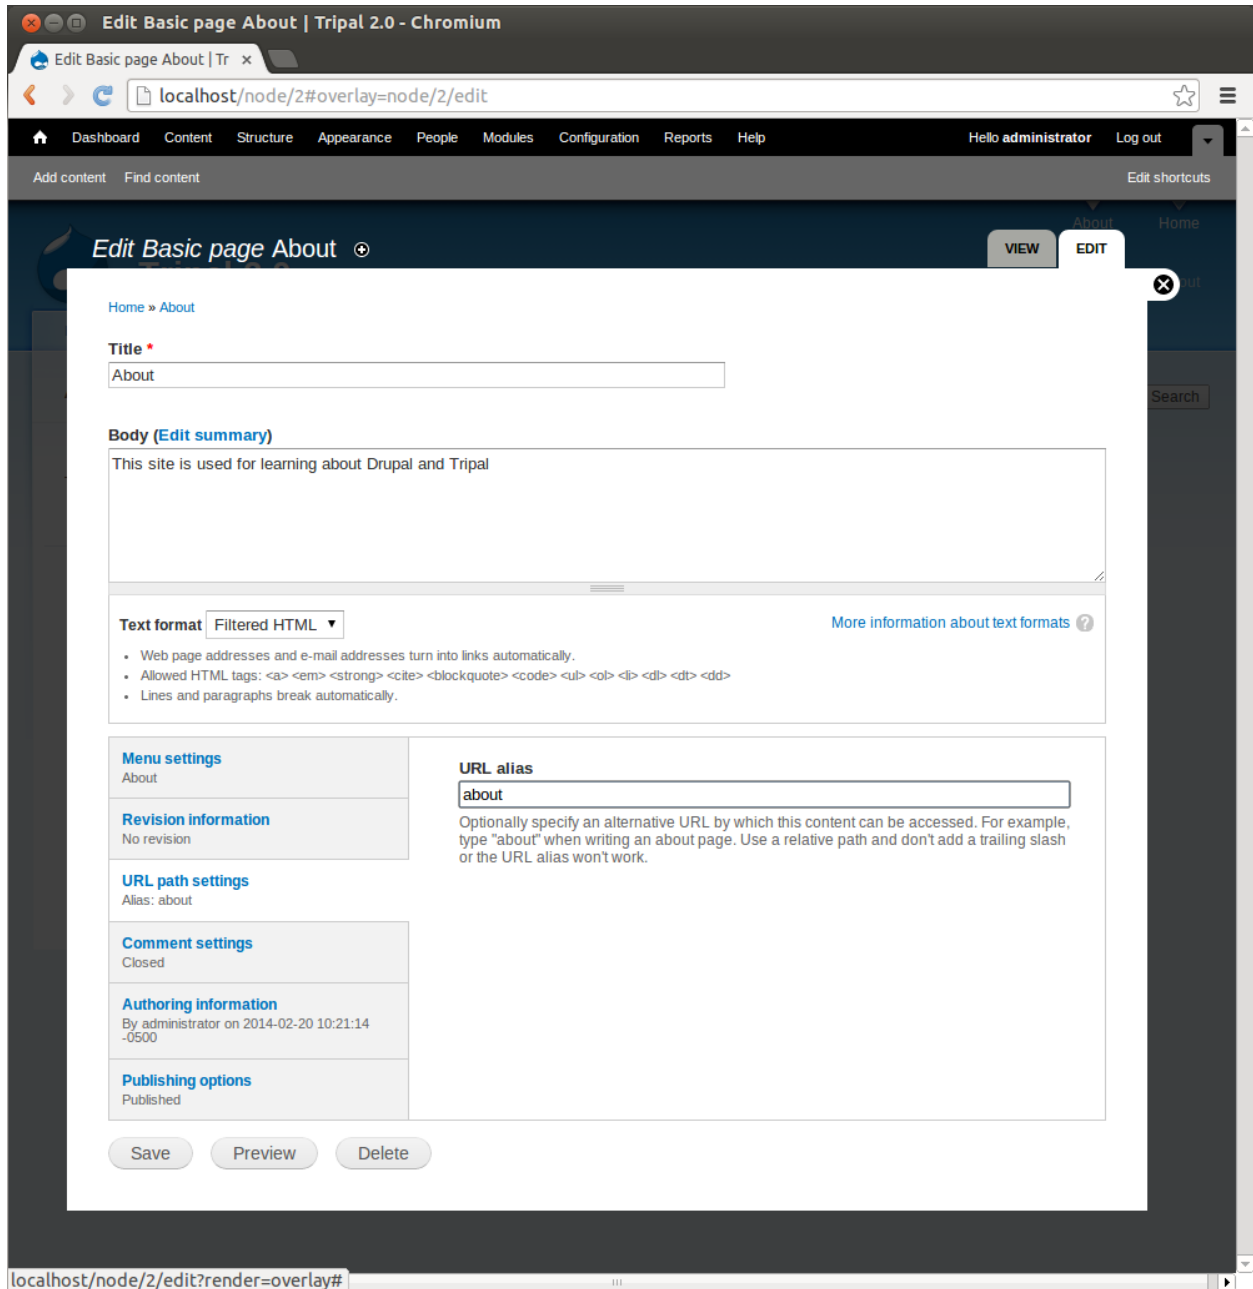 Edit Basic page About | Tripal 2.0 - Chromium
Edit Basic page About | Tr
localhost/node/2#overlay=node/2/edit
Dashboard Content Structure Appearance People Modules Configuration Reports Help Hello administrator Log out
Add content Find content Edit shortcuts
About Home
Edit Basic page About VIEW EDIT
Tripal 2.0
Home » About
Title *
About
Search
Body (Edit summary)
This site is used for learning about Drupal and Tripal
Text format Filtered HTML More information about text formats ?
Web page addresses and e-mail addresses turn into links automatically.
Allowed HTML tags: <a> <em> <strong> <cite> <blockquote> <code> <ul> <ol> <li> <dl> <dt> <dd>
Lines and paragraphs break automatically.
Menu settings
About
Revision information
No revision
URL path settings
Alias: about
Comment settings
Closed
Authoring information
By administrator on 2014-02-20 10:21:14
-0500
Publishing options
Published
URL alias
about
Optionally specify an alternative URL by which this content can be accessed. For example,
type "about" when writing an about page. Use a relative path and don't add a trailing slash
or the URL alias won't work.
Save Preview Delete
localhost/node/2/edit?render=overlay#